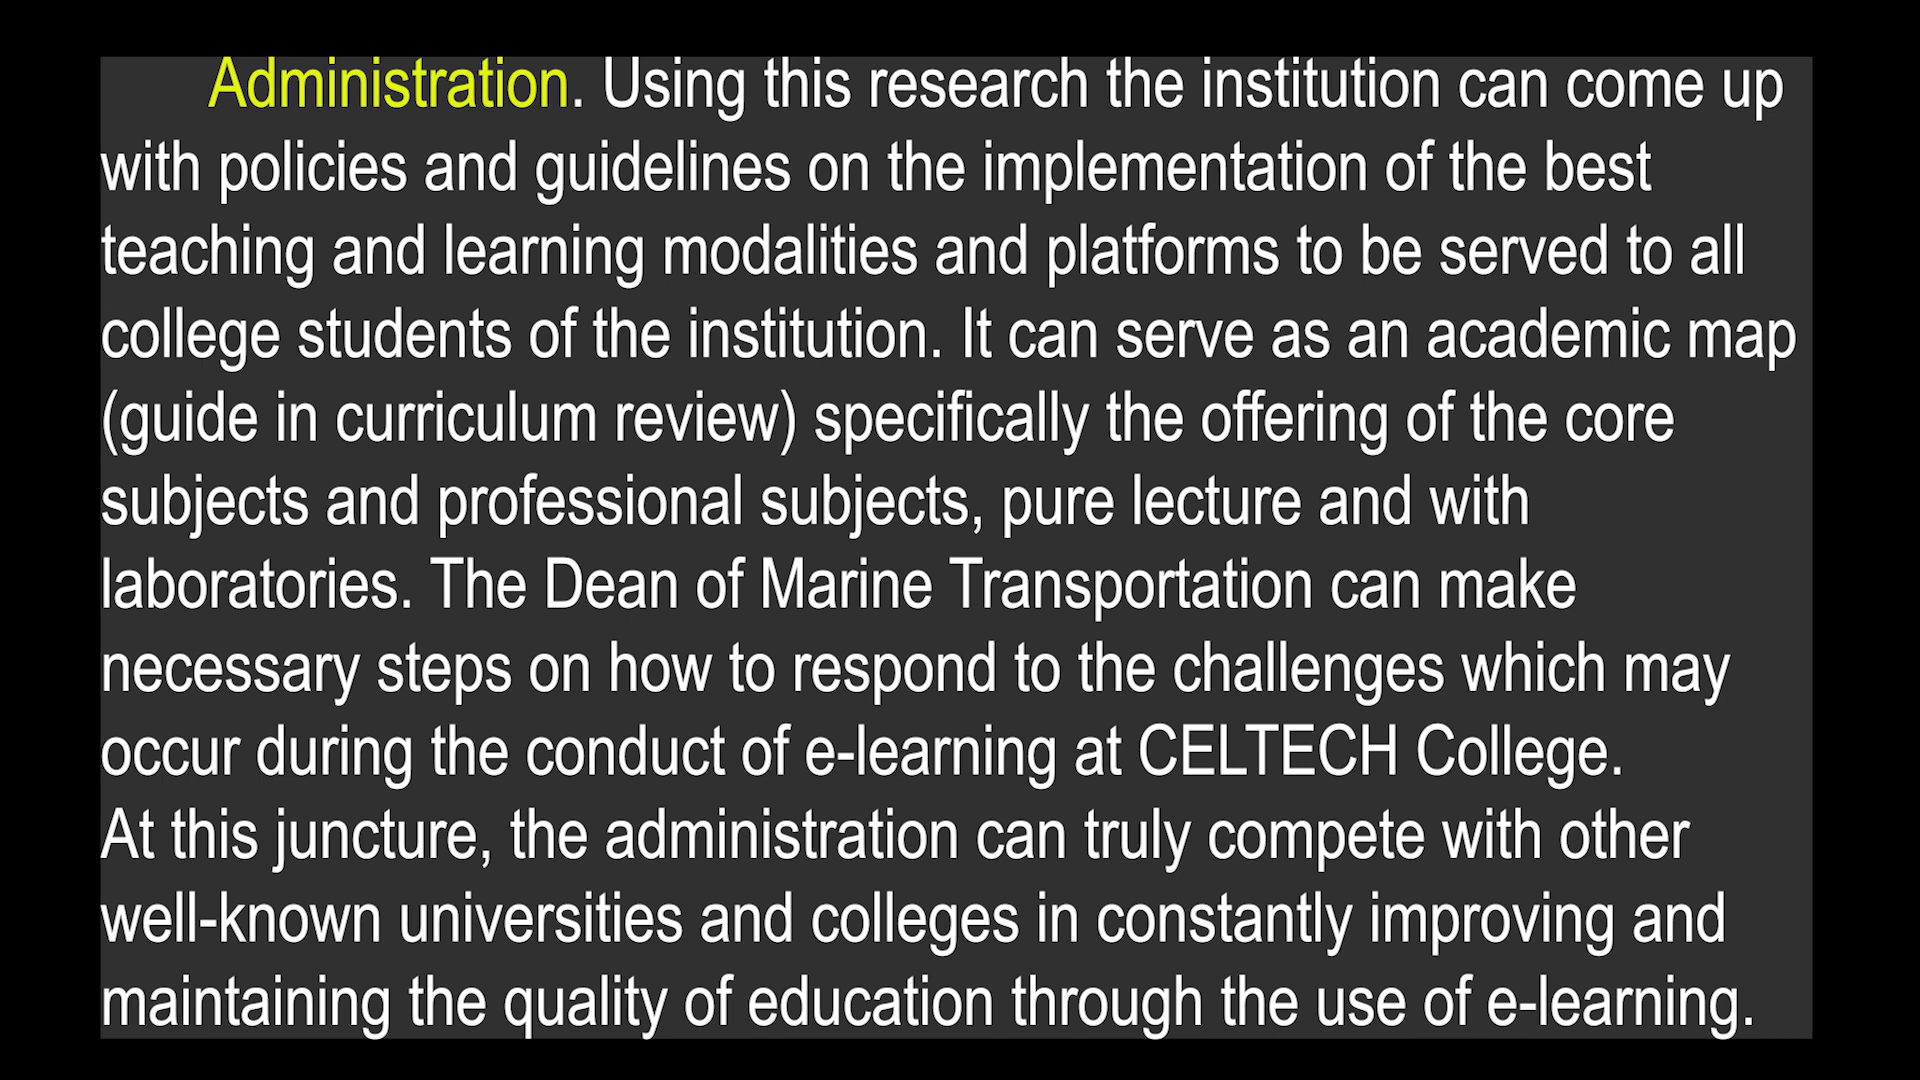 Administration. Using this research the institution can come up
with policies and guidelines on the implementation of the best
teaching and learning modalities and platforms to be served to all
college students of the institution. It can serve as an academic map
(guide in curriculum review) specifically the offering of the core
subjects and professional subjects, pure lecture and with
laboratories. The Dean of Marine Transportation can make
necessary steps on how to respond to the challenges which may
occur during the conduct of e-learning at CELTECH College.
At this juncture, the administration can truly compete with other
well-known universities and colleges in constantly improving and
maintaining the quality of education through the use of e-learning.